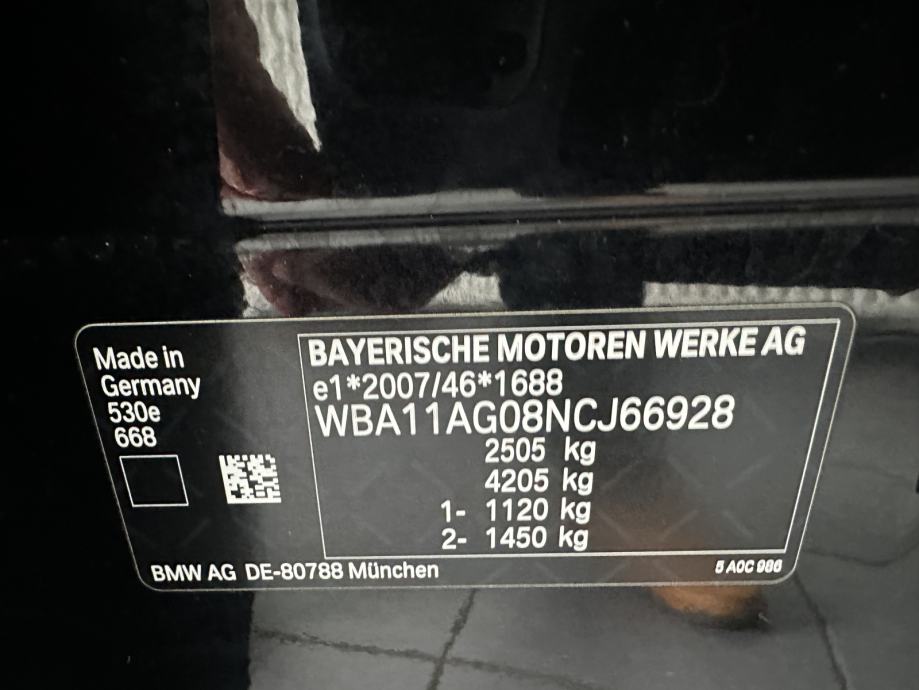 Made in
Germany
530e
668
BAYERISCHE MOTOREN WERKE AG
e1*2007/46*1688
WBA11AG08NCJ66928
2505 kg
4205 kg
1- 1120 kg
2- 1450 kg
BMW AG DE-80788 München
5 A0C 986